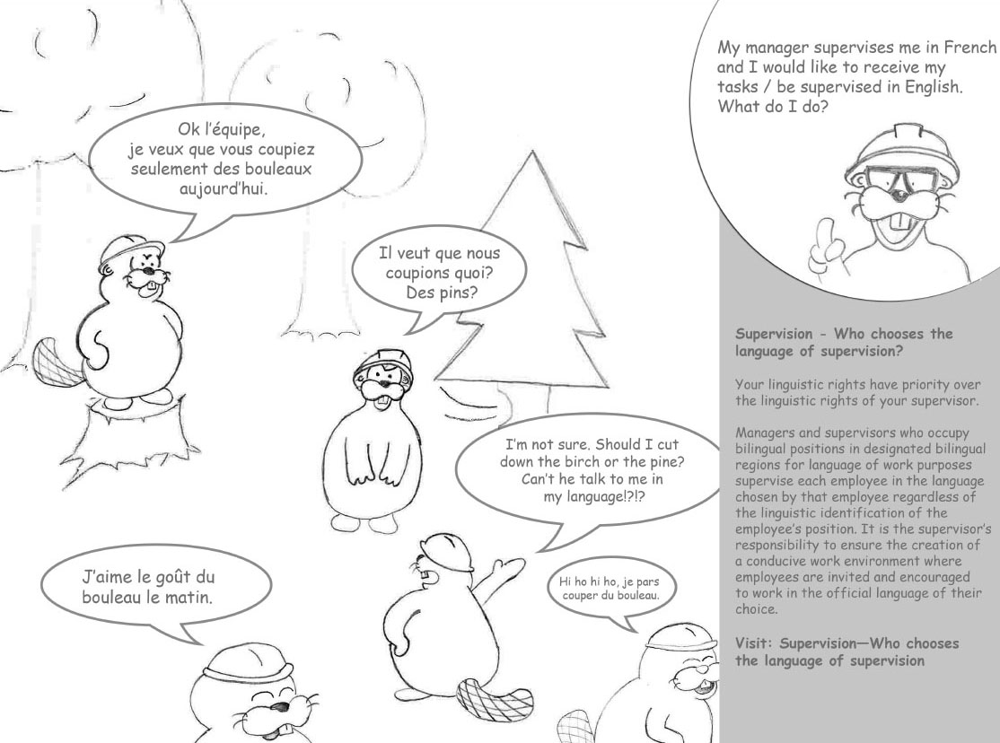 Ok l'équipe,
je veux que vous coupiez
seulement des bouleaux
aujourd'hui.
Il veut que nous
coupions quoi?
Des pins?
I'm not sure. Should I cut
down the birch or the pine?
Can't he talk to me in
my language!?!?
J'aime le goût du
bouleau le matin.
Hi ho hi ho, je pars
couper du bouleau.
My manager supervises me in French
and I would like to receive my
tasks / be supervised in English.
What do I do?
Supervision - Who chooses the
language of supervision?
Your linguistic rights have priority over
the linguistic rights of your supervisor.
Managers and supervisors who occupy
bilingual positions in designated bilingual
regions for language of work purposes
supervise each employee in the language
chosen by that employee regardless of
the linguistic identification of the
employee's position. It is the supervisor's
responsibility to ensure the creation of
a conducive work environment where
employees are invited and encouraged
to work in the official language of their
choice.
Visit: Supervision—Who chooses
the language of supervision